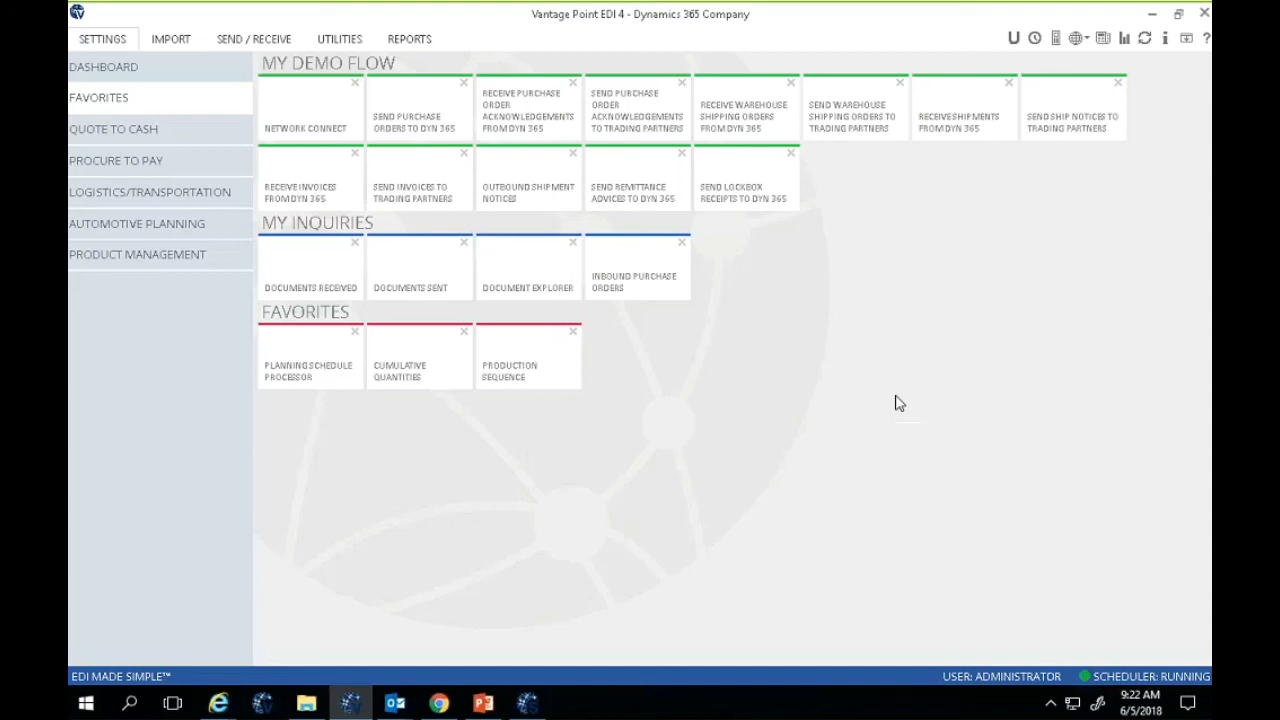 Vantage Point EDI 4 - Dynamics 365 Company
SETTINGS IMPORT SEND / RECEIVE UTILITIES REPORTS
DASHBOARD
FAVORITES
QUOTE TO CASH
PROCURE TO PAY
LOGISTICS/TRANSPORTATION
AUTOMOTIVE PLANNING
PRODUCT MANAGEMENT
MY DEMO FLOW
NETWORK CONNECT
SEND PURCHASE
ORDERS TO DYN 365
RECEIVE PURCHASE
ORDER
ACKNOWLEDGEMENTS
FROM DYN 365
SEND PURCHASE
ORDER
ACKNOWLEDGEMENTS
TO TRADING PARTNERS
RECEIVE WAREHOUSE
SHIPPING ORDERS
FROM DYN 365
SEND WAREHOUSE
SHIPPING ORDERS TO
TRADING PARTNERS
RECEIVE SHIPMENTS
FROM DYN 365
SEND SHIP NOTICES TO
TRADING PARTNERS
RECEIVE INVOICES
FROM DYN 365
SEND INVOICES TO
TRADING PARTNERS
OUTBOUND SHIPMENT
NOTICES
SEND REMITTANCE
ADVICES TO DYN 365
SEND LOCKBOX
RECEIPTS TO DYN 365
MY INQUIRIES
DOCUMENTS RECEIVED
DOCUMENTS SENT
DOCUMENT EXPLORER
INBOUND PURCHASE
ORDERS
FAVORITES
PLANNING SCHEDULE
PROCESSOR
CUMULATIVE
QUANTITIES
PRODUCTION
SEQUENCE
EDI MADE SIMPLE™
USER: ADMINISTRATOR
SCHEDULER: RUNNING
9:22 AM
6/5/2018